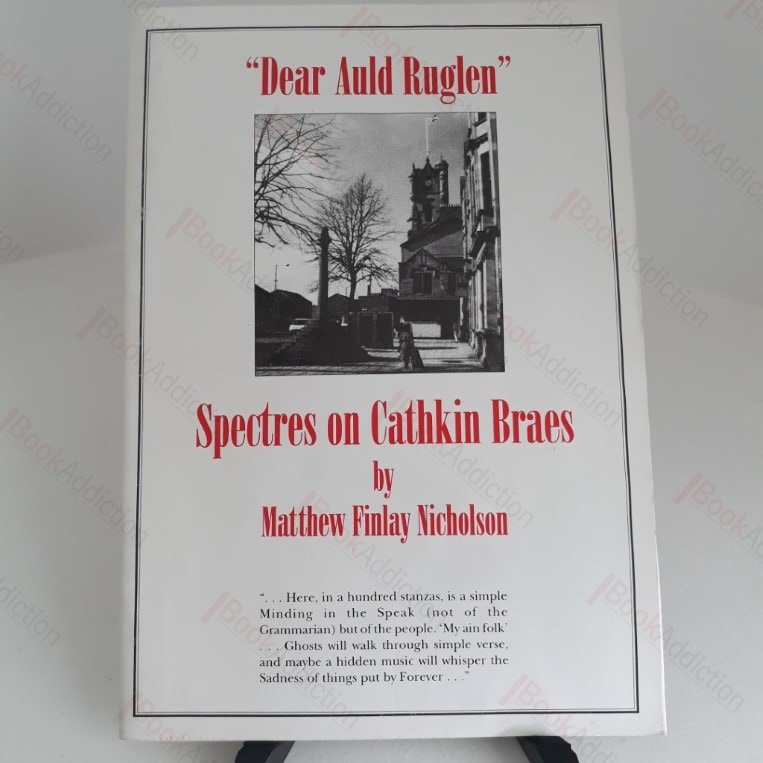 "Dear Auld Ruglen"
Spectres on Cathkin Braes
by
Matthew Finlay Nicholson
". . . Here, in a hundred stanzas, is a simple
Minding in the Speak (not of the
Grammarian) but of the people. 'My ain folk'
. . . Ghosts will walk through simple verse,
and maybe a hidden music will whisper the
Sadness of things put by Forever . . ."
BookAddiction